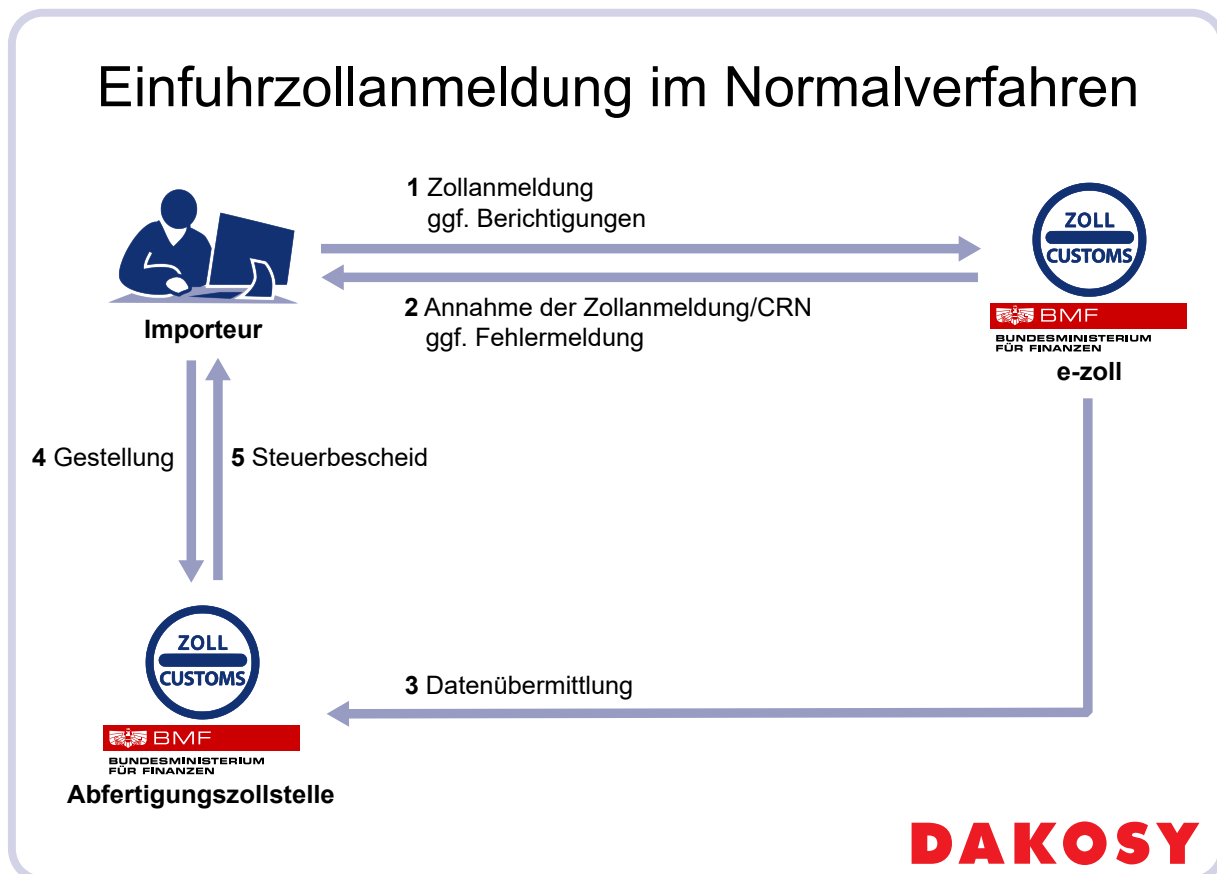 Einfuhrzollanmeldung im Normalverfahren
1 Zollanmeldung
ggf. Berichtigungen
ZOLL
CUSTOMS
2 Annahme der Zollanmeldung/CRN
ggf. Fehlermeldung
Importeur
BMF
BUNDESMINISTERIUM
FÜR FINANZEN
e-zoll
4 Gestellung
5 Steuerbescheid
ZOLL
CUSTOMS
3 Datenübermittlung
BMF
BUNDESMINISTERIUM
FÜR FINANZEN
Abfertigungszollstelle
DAKOSY